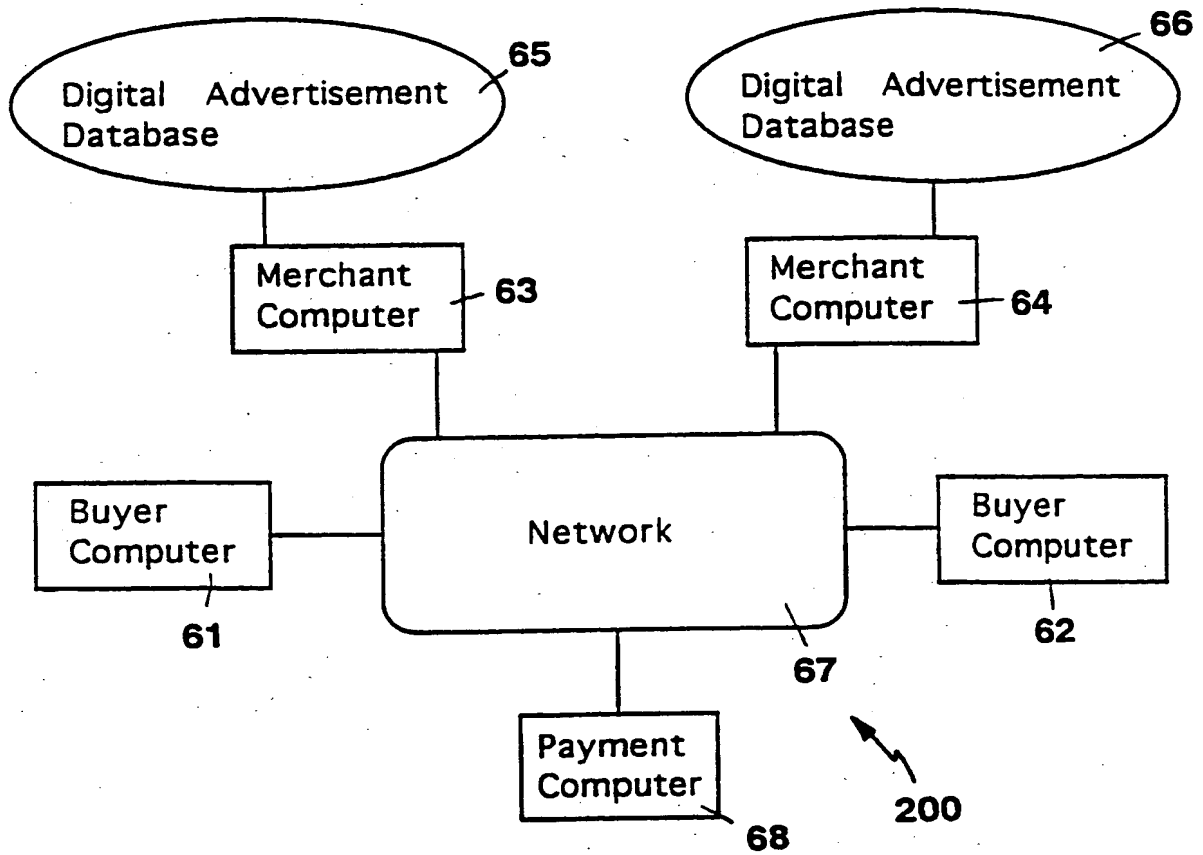 65
Digital Advertisement
Database
66
Digital Advertisement
Database
Merchant
Computer
63
Merchant
Computer
64
Buyer
Computer
61
Network
67
Buyer
Computer
62
Payment
Computer
68
200